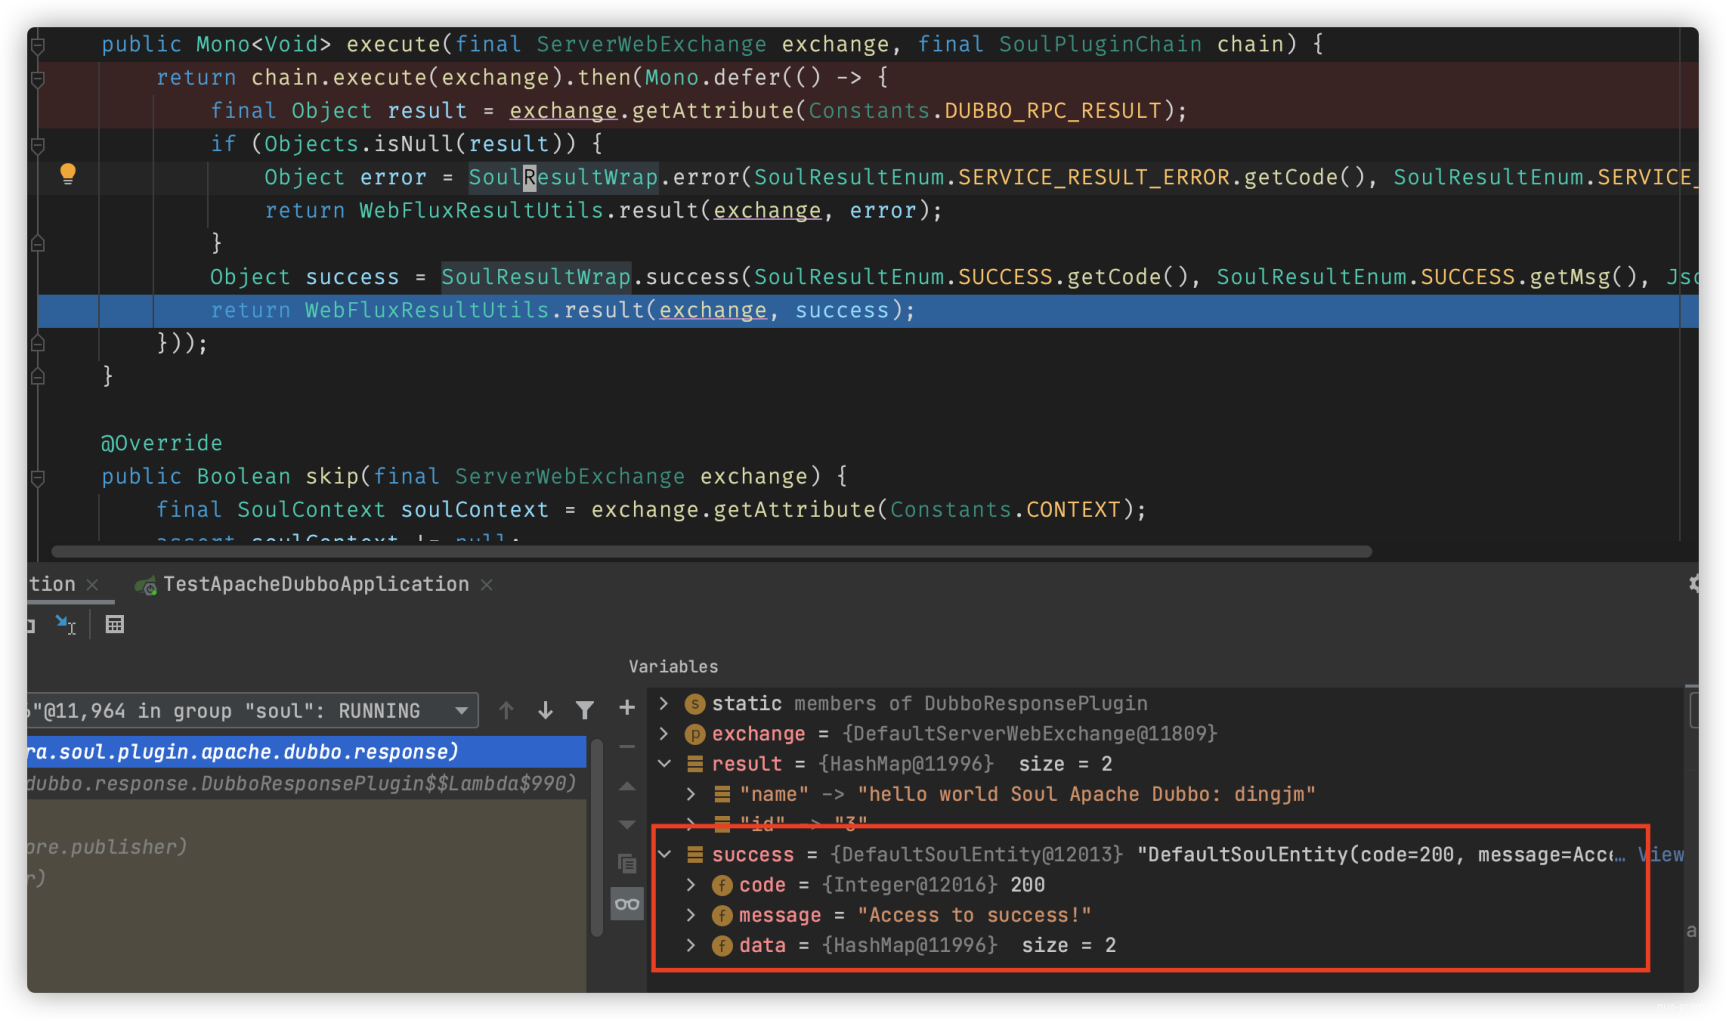 public Mono<Void> execute(final ServerWebExchange exchange, final SoulPluginChain chain) {
return chain.execute(exchange).then(Mono.defer(() -> {
final Object result = exchange.getAttribute(Constants.DUBBO_RPC_RESULT);
if (Objects.isNull(result)) {
Object error = SoulResultWrap.error(SoulResultEnum.SERVICE_RESULT_ERROR.getCode(), SoulResultEnum.SERVICE_
return WebFluxResultUtils.result(exchange, error);
}
Object success = SoulResultWrap.success(SoulResultEnum.SUCCESS.getCode(), SoulResultEnum.SUCCESS.getMsg(), Jso
return WebFluxResultUtils.result(exchange, success);
}));
}
@Override
public Boolean skip(final ServerWebExchange exchange) {
final SoulContext soulContext = exchange.getAttribute(Constants.CONTEXT);
assert soulContext != null;
tion × TestApacheDubboApplication ×
Variables
"@11,964 in group "soul": RUNNING
ra.soul.plugin.apache.dubbo.response)
dubbo.response.DubboResponsePlugin$$Lambda$990)
ore.publisher)
r)
static members of DubboResponsePlugin
exchange = {DefaultServerWebExchange@11809}
result = {HashMap@11996} size = 2
"name" -> "hello world Soul Apache Dubbo: dingjm"
"id" -> "3"
success = {DefaultSoulEntity@12013} "DefaultSoulEntity(code=200, message=Acce… View
code = {Integer@12016} 200
message = "Access to success!"
data = {HashMap@11996} size = 2